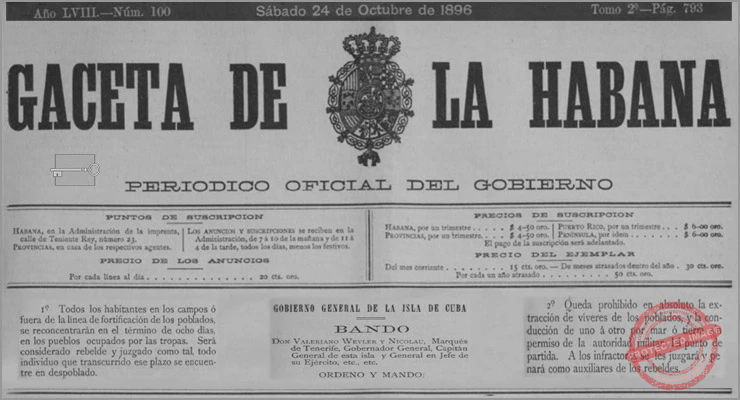 Año LVIII.—Núm. 100 Sábado 24 de Octubre de 1896 Tomo 2º—Pág. 793
GACETA DE LA HABANA
PERIODICO OFICIAL DEL GOBIERNO
PUNTOS DE SUSCRIPCION
HABANA, en la Administración de la imprenta,
calle de Teniente Rey, número 23.
PROVINCIAS, en casa de los respectivos agentes.
LOS ANUNCIOS Y SUSCRIPCIONES se reciben en la
Administración, de 7 á 10 de la mañana y de 11 á
4 de la tarde, todos los días, menos los festivos.
PRECIO DE LOS ANUNCIOS
Por cada línea al día 20 cts. oro.
PRECIOS DE SUSCRIPCION
HABANA, por un trimestre $ 4-50 oro.
PROVINCIAS, por un trimestre $ 4-50 oro.
PUERTO RICO, por un trimestre $ 6-00 oro.
PENÍNSULA, por idem $ 6-00 oro.
El pago de la suscrición será adelantado.
PRECIO DEL EJEMPLAR
Del mes corriente 15 cts. oro.—De meses atrasados dentro del año. 30 cts. oro.
Por cada un año atrasado 50 cts. oro.
1º Todos los habitantes en los campos ó
fuera de la línea de fortificación de los poblados,
se reconcentrarán en el término de ocho días,
en los pueblos ocupados por las tropas. Será
considerado rebelde y juzgado como tal, todo
individuo que transcurrido ese plazo se encuen-
tre en despoblado.
GOBIERNO GENERAL DE LA ISLA DE CUBA
BANDO
DON VALERIANO WEYLER Y NICOLAU, Marqués
de Tenerife, Gobernador General, Capitán
General de esta isla y General en Jefe de
su Ejército, etc., etc.
ORDENO Y MANDO:
2º Queda prohibido en absoluto la ex-
tracción de víveres de los poblados, y la con-
ducción de uno á otro por mar ó tierra
permiso de la autoridad militar del punto de
partida. A los infractores se les juzgará y pe-
nará como auxiliares de los rebeldes.